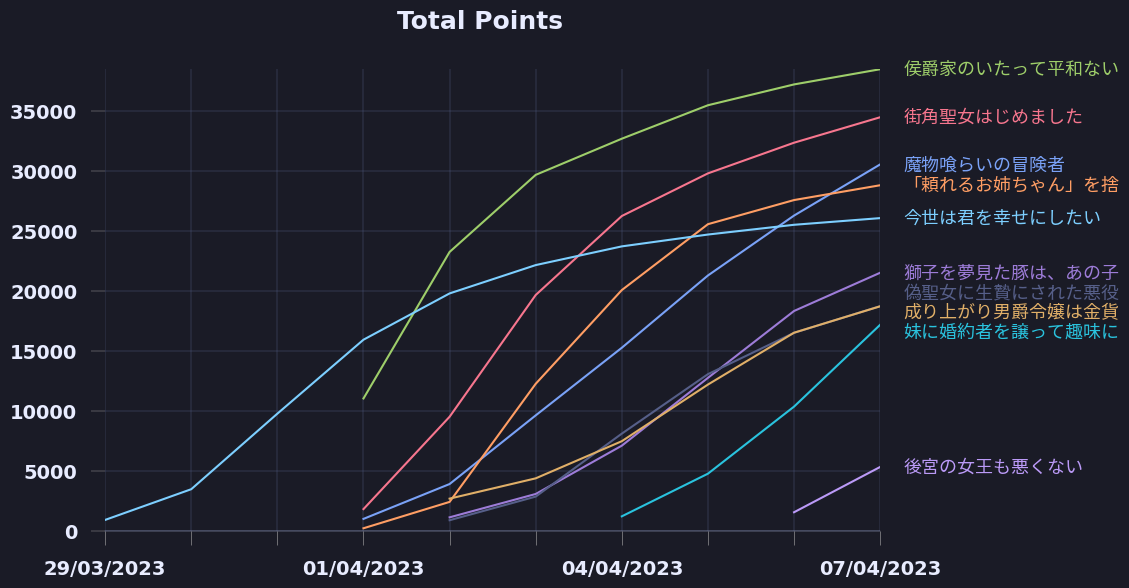 Total Points
35000
30000
25000
20000
15000
10000
5000
0
29/03/2023
01/04/2023
04/04/2023
07/04/2023
侯爵家のいたって平和ない
街角聖女はじめました
魔物喰らいの冒険者
「頼れるお姉ちゃん」を捨
今世は君を幸せにしたい
獅子を夢見た豚は、あの子
偽聖女に生贄にされた悪役
成り上がり男爵令嬢は金貨
妹に婚約者を譲って趣味に
後宮の女王も悪くない